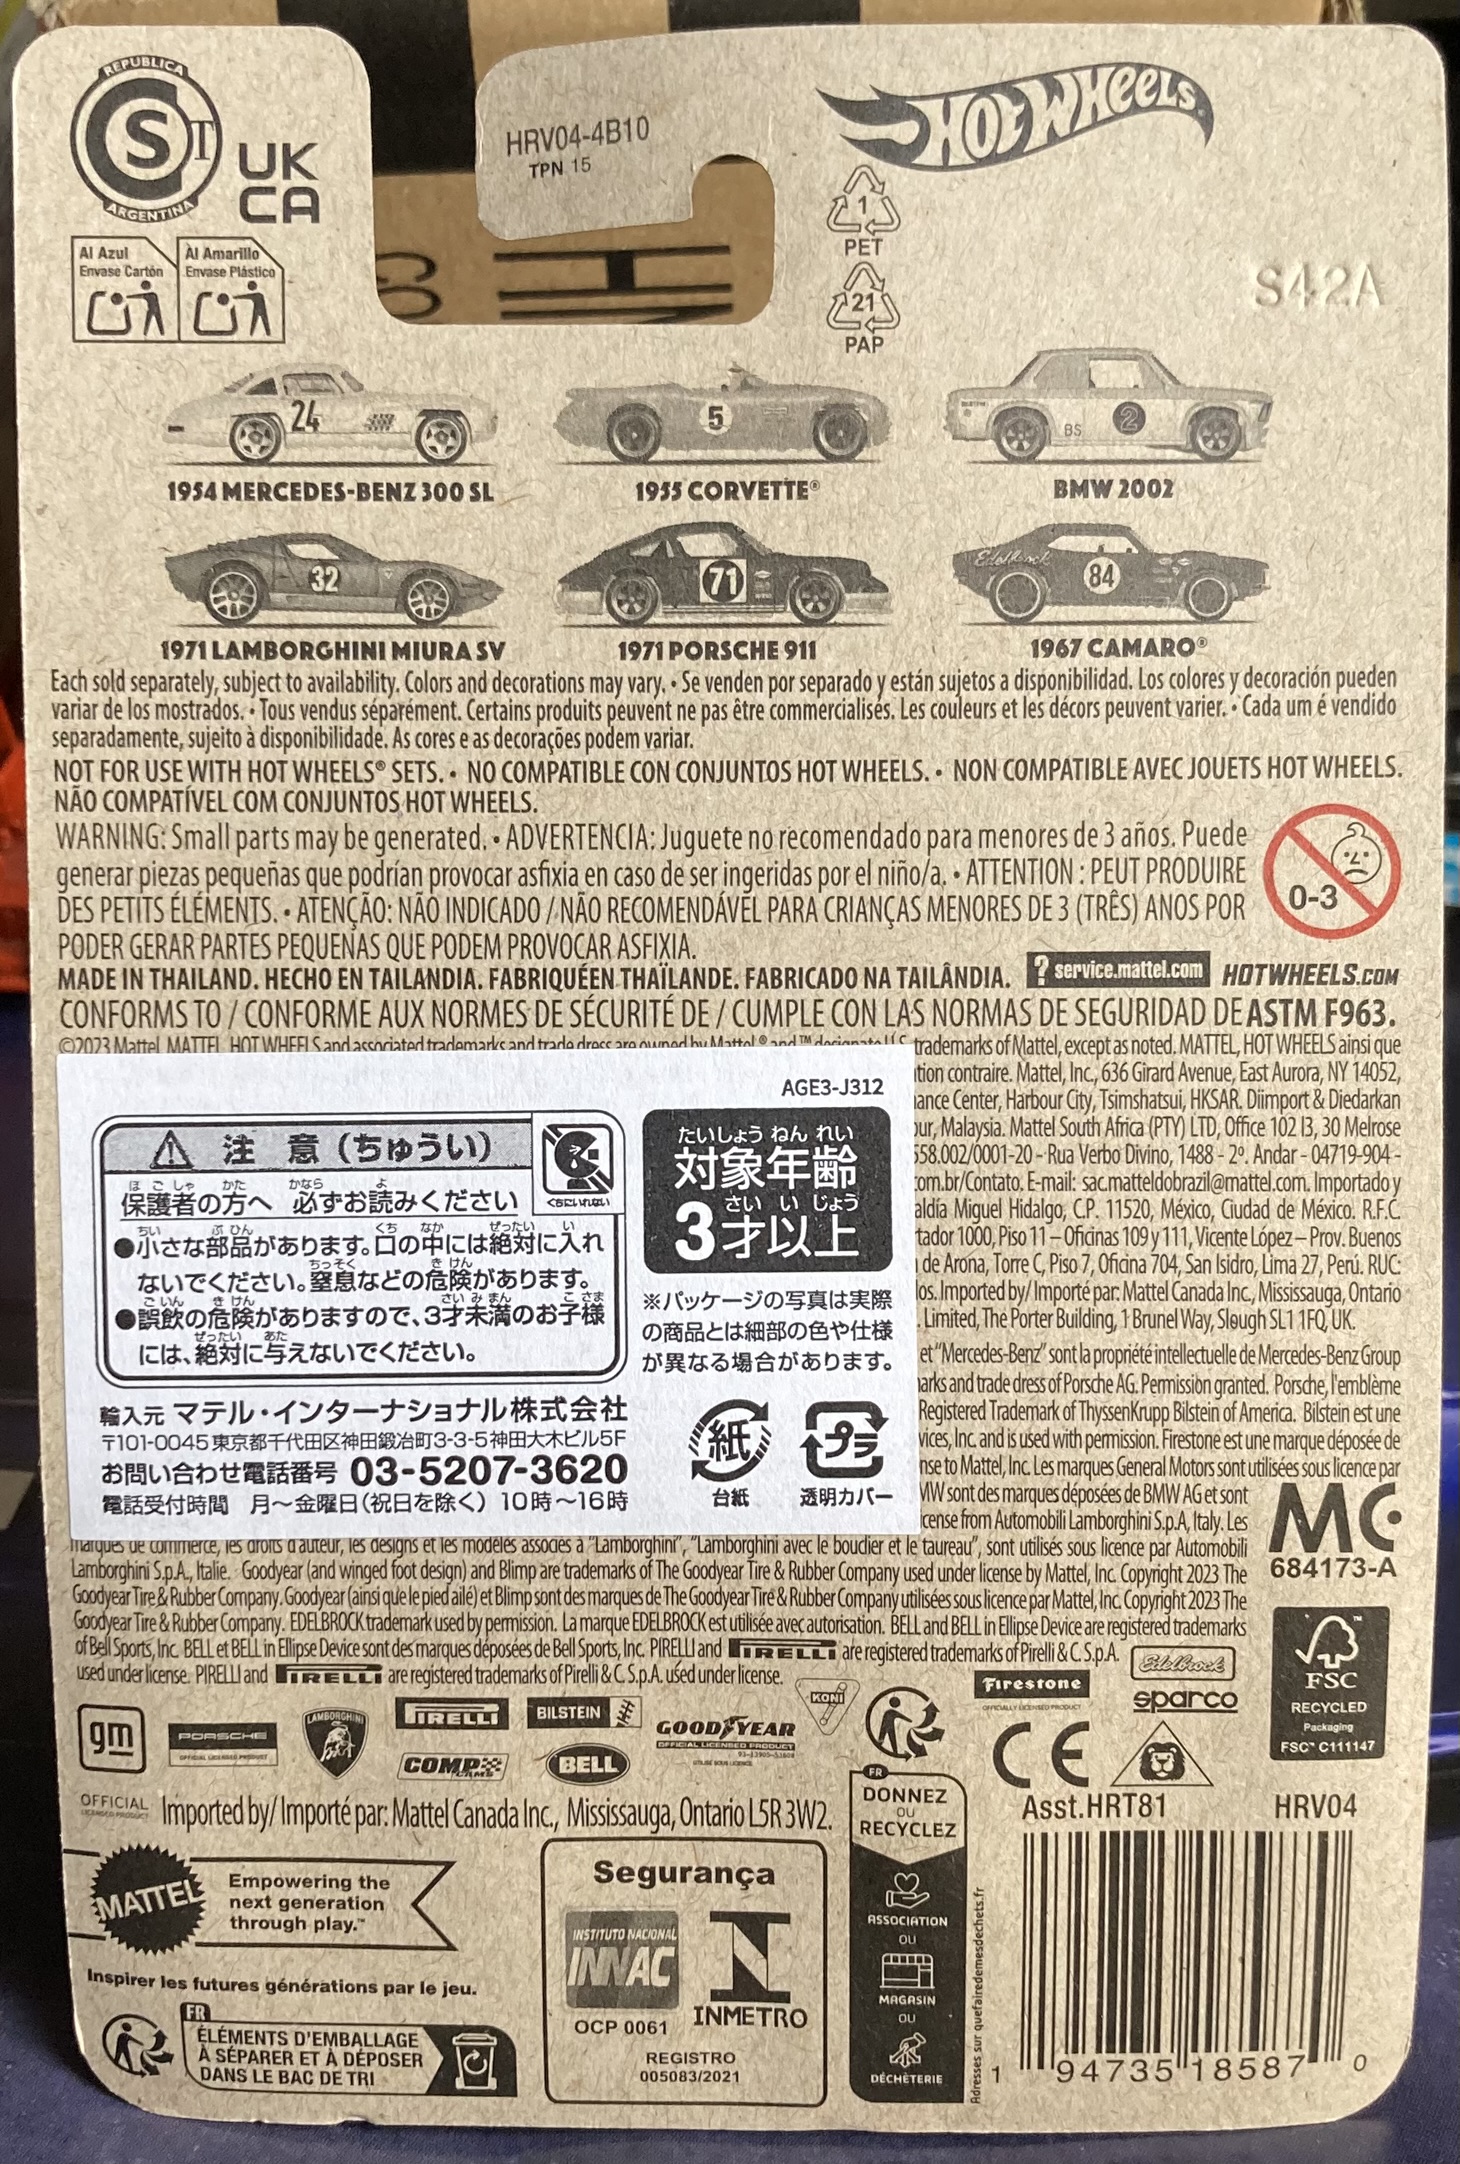 REPUBLICA
S T
ARGENTINA
UK
CA
HRV04-4B10
TPN 15
HOT WHEELS
1
PET
21
PAP
Al Azul
Envase Cartón
Al Amarillo
Envase Plástico
S42A
24
5
BS
2
1954 MERCEDES-BENZ 300 SL
1955 CORVETTE®
BMW 2002
32
71
Edelbrock
84
1971 LAMBORGHINI MIURA SV
1971 PORSCHE 911
1967 CAMARO®
Each sold separately, subject to availability. Colors and decorations may vary. • Se venden por separado y están sujetos a disponibilidad. Los colores y decoración pueden
variar de los mostrados. • Tous vendus séparément. Certains produits peuvent ne pas être commercialisés. Les couleurs et les décors peuvent varier. • Cada um é vendido
separadamente, sujeito à disponibilidade. As cores e as decorações podem variar.
NOT FOR USE WITH HOT WHEELS® SETS. • NO COMPATIBLE CON CONJUNTOS HOT WHEELS. • NON COMPATIBLE AVEC JOUETS HOT WHEELS.
NÃO COMPATÍVEL COM CONJUNTOS HOT WHEELS.
WARNING: Small parts may be generated. • ADVERTENCIA: Juguete no recomendado para menores de 3 años. Puede
generar piezas pequeñas que podrían provocar asfixia en caso de ser ingeridas por el niño/a. • ATTENTION : PEUT PRODUIRE
DES PETITS ÉLÉMENTS. • ATENÇÃO: NÃO INDICADO / NÃO RECOMENDÁVEL PARA CRIANÇAS MENORES DE 3 (TRÊS) ANOS POR
PODER GERAR PARTES PEQUENAS QUE PODEM PROVOCAR ASFIXIA.
0-3
MADE IN THAILAND. HECHO EN TAILANDIA. FABRIQUÉ EN THAÏLANDE. FABRICADO NA TAILÂNDIA.
? service.mattel.com HOTWHEELS.COM
CONFORMS TO / CONFORME AUX NORMES DE SÉCURITÉ DE / CUMPLE CON LAS NORMAS DE SEGURIDAD DE ASTM F963.
©2023 Mattel. MATTEL, HOT WHEELS and associated trademarks and trade dress are owned by Mattel. ® and ™ designate U.S. trademarks of Mattel, except as noted. MATTEL, HOT WHEELS ainsi que
contraire. Mattel, Inc., 636 Girard Avenue, East Aurora, NY 14052,
Center, Harbour City, Tsimshatsui, HKSAR. Diimport & Diedarkan
Malaysia. Mattel South Africa (PTY) LTD, Office 102 I3, 30 Melrose
558.002/0001-20 - Rua Verbo Divino, 1488 - 2º. Andar - 04719-904 -
com.br/Contato. E-mail: sac.matteldobrazil@mattel.com. Importado y
Miguel Hidalgo, C.P. 11520, México, Ciudad de México. R.F.C.
1000, Piso 11 – Oficinas 109 y 111, Vicente López – Prov. Buenos
de Arona, Torre C, Piso 7, Oficina 704, San Isidro, Lima 27, Perú. RUC:
Imported by/ Importé par: Mattel Canada Inc., Mississauga, Ontario
Limited, The Porter Building, 1 Brunel Way, Slough SL1 1FQ, UK.
et "Mercedes-Benz" sont la propriété intellectuelle de Mercedes-Benz Group
and trade dress of Porsche AG. Permission granted. Porsche, l'emblème
Registered Trademark of ThyssenKrupp Bilstein of America. Bilstein est une
Inc. and is used with permission. Firestone est une marque déposée de
to Mattel, Inc. Les marques General Motors sont utilisées sous licence par
sont des marques déposées de BMW AG et sont
from Automobili Lamborghini S.p.A, Italy. Les
AGE3-J312
注 意（ちゅうい）
くちにいれない
保護者の方へ 必ずお読みください
●小さな部品があります。口の中には絶対に入れ
ないでください。窒息などの危険があります。
●誤飲の危険がありますので、3才未満のお子様
には、絶対に与えないでください。
たいしょう ねん れい
対象年齢
さい い じょう
3才以上
※パッケージの写真は実際
の商品とは細部の色や仕様
が異なる場合があります。
輸入元 マテル・インターナショナル株式会社
〒101-0045 東京都千代田区神田鍛冶町3-3-5 神田大木ビル5F
お問い合わせ電話番号 03-5207-3620
電話受付時間 月～金曜日（祝日を除く）10時～16時
紙
台紙
プラ
透明カバー
marques de commerce, les droits d'auteur, les designs et les modèles associés à "Lamborghini", "Lamborghini avec le bouclier et le taureau", sont utilisés sous licence par Automobili
Lamborghini S.p.A., Italie. Goodyear (and winged foot design) and Blimp are trademarks of The Goodyear Tire & Rubber Company used under license by Mattel, Inc. Copyright 2023 The
Goodyear Tire & Rubber Company. Goodyear (ainsi que le pied ailé) et Blimp sont des marques de The Goodyear Tire & Rubber Company utilisées sous licence par Mattel, Inc. Copyright 2023 The
Goodyear Tire & Rubber Company. EDELBROCK trademark used by permission. La marque EDELBROCK est utilisée avec autorisation. BELL and BELL in Ellipse Device are registered trademarks
of Bell Sports, Inc. BELL et BELL in Ellipse Device sont des marques déposées de Bell Sports, Inc. PIRELLI and PIRELLI are registered trademarks of Pirelli & C. S.p.A.
used under license. PIRELLI and PIRELLI are registered trademarks of Pirelli & C. S.p.A. used under license.
MC
684173-A
FSC™
RECYCLED
Packaging
FSC™ C111147
gm
OFFICIAL
LICENSED PRODUCT
PORSCHE
OFFICIAL LICENSED PRODUCT
LAMBORGHINI
PIRELLI
COMP CAMS
BILSTEIN
BELL
GOODYEAR
OFFICIAL LICENSED PRODUCT
KONI
Firestone
OFFICIALLY LICENSED PRODUCT
Edelbrock
sparco
CE
Imported by/ Importé par: Mattel Canada Inc., Mississauga, Ontario L5R 3W2.
MATTEL
Empowering the
next generation
through play.™
Inspirer les futures générations par le jeu.
FR
ÉLÉMENTS D'EMBALLAGE
À SÉPARER ET À DÉPOSER
DANS LE BAC DE TRI
Segurança
INSTITUTO NACIONAL
INNAC
OCP 0061
INMETRO
REGISTRO
005083/2021
FR
DONNEZ
OU
RECYCLEZ
ASSOCIATION
OU
MAGASIN
OU
DÉCHÈTERIE
Adresses sur quefairedemesdechets.fr
Asst.HRT81
HRV04
1 94735 18587 0